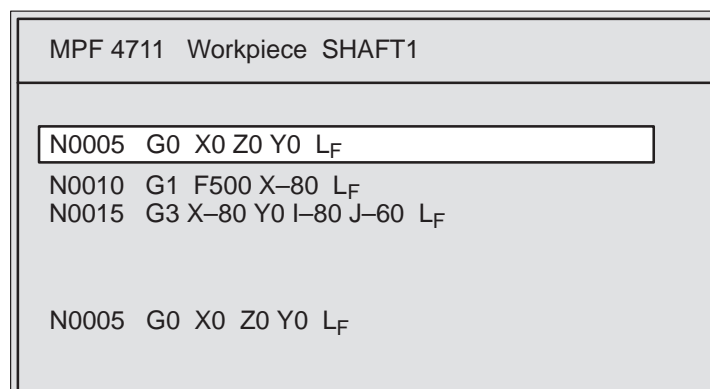 MPF 4711 Workpiece SHAFT1
N0005 G0 X0 Z0 Y0 LF
N0010 G1 F500 X–80 LF
N0015 G3 X–80 Y0 I–80 J–60 LF
N0005 G0 X0 Z0 Y0 LF